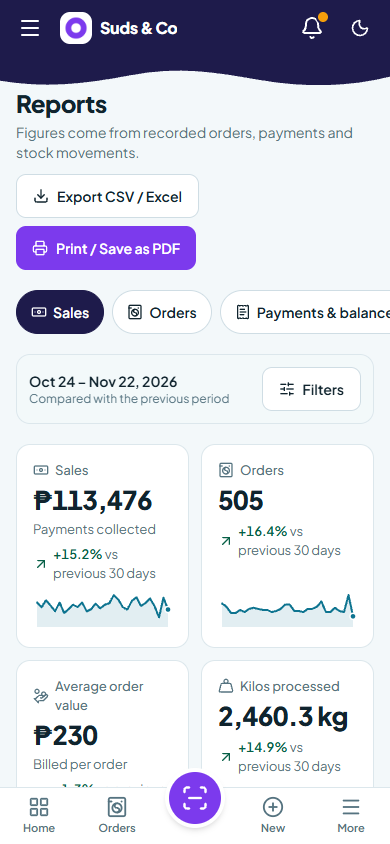 Suds & Co
Reports
Figures come from recorded orders, payments and
stock movements.
Export CSV / Excel
Print / Save as PDF
Sales
Orders
Payments & balance
Oct 24 – Nov 22, 2026
Compared with the previous period
Filters
Sales
₱113,476
Payments collected
+15.2% vs
previous 30 days
Orders
505
+16.4% vs
previous 30 days
Average order
value
₱230
Billed per order
Kilos processed
2,460.3 kg
+14.9% vs
previous 30 days
Home
Orders
New
More